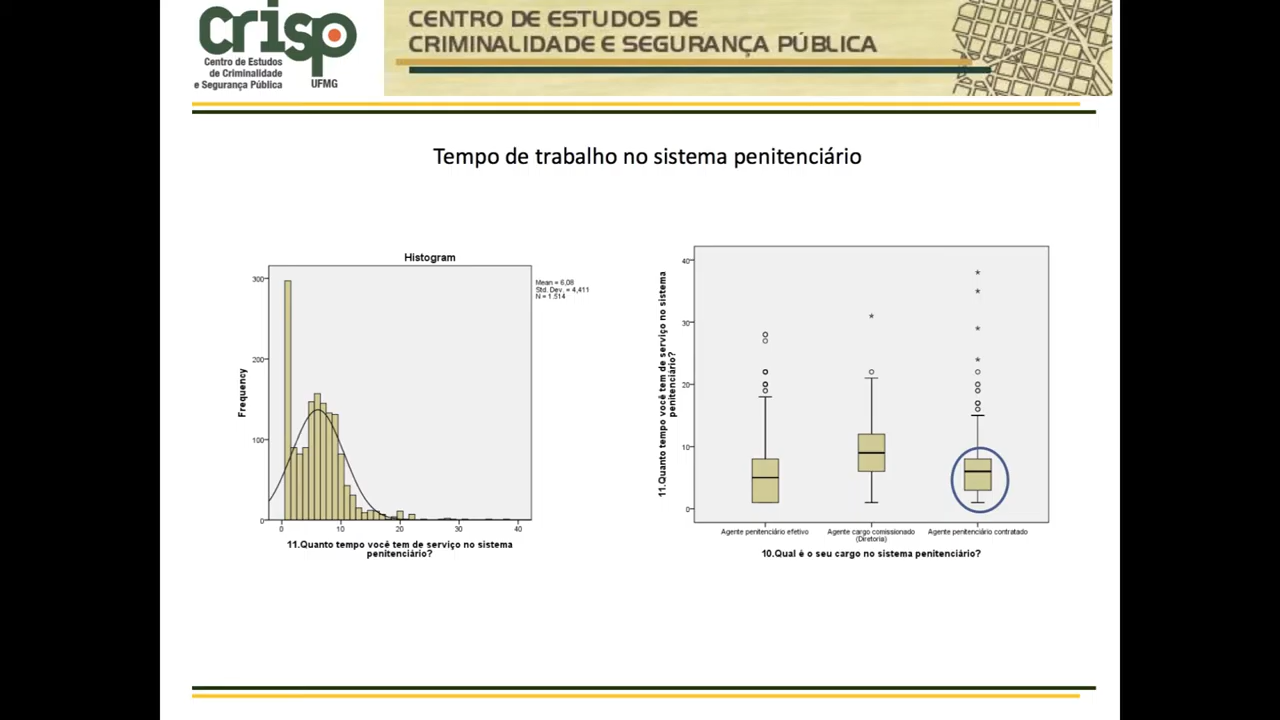 crisp
Centro de Estudos
de Criminalidade
e Segurança Pública
UFMG
CENTRO DE ESTUDOS DE
CRIMINALIDADE E SEGURANÇA PÚBLICA
Tempo de trabalho no sistema penitenciário
Histogram
Mean = 6,08
Std. Dev. = 4,411
N = 1.514
Frequency
300
200
100
0
0
10
20
30
40
11.Quanto tempo você tem de serviço no sistema
penitenciário?
11.Quanto tempo você tem de serviço no sistema
penitenciário?
40
30
20
10
0
Agente penitenciário efetivo
Agente cargo comissionado
(Diretoria)
Agente penitenciário contratado
10.Qual é o seu cargo no sistema penitenciário?